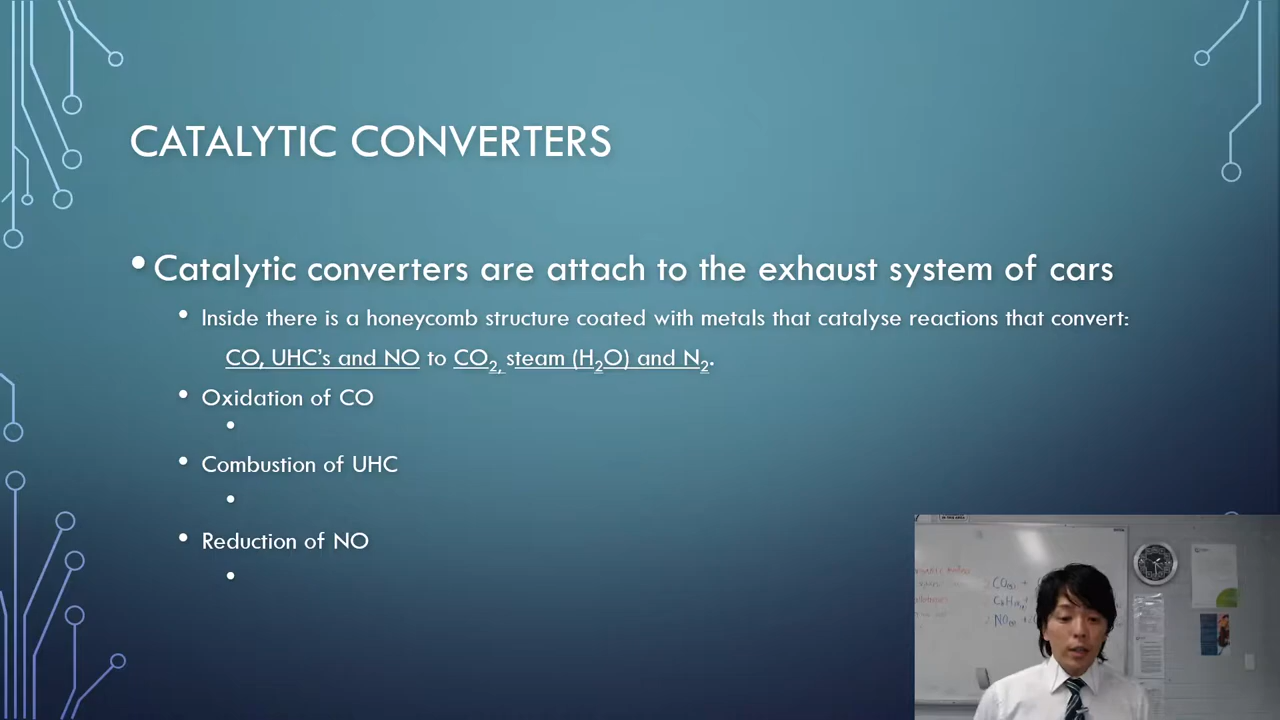 CATALYTIC CONVERTERS
• Catalytic converters are attach to the exhaust system of cars
• Inside there is a honeycomb structure coated with metals that catalyse reactions that convert:
CO, UHC's and NO to CO₂, steam (H₂O) and N₂.
• Oxidation of CO
•
• Combustion of UHC
•
• Reduction of NO
•